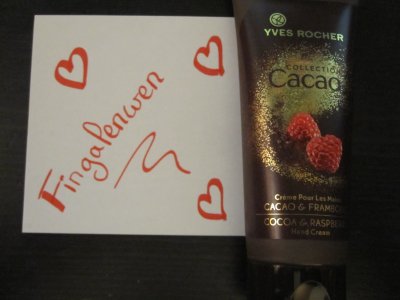 Fingalenwen
YVES ROCHER
COLLECTION
Cacao
Crème Pour Les Mains
CACAO & FRAMBOISE
COCOA & RASPBERRY
Hand Cream